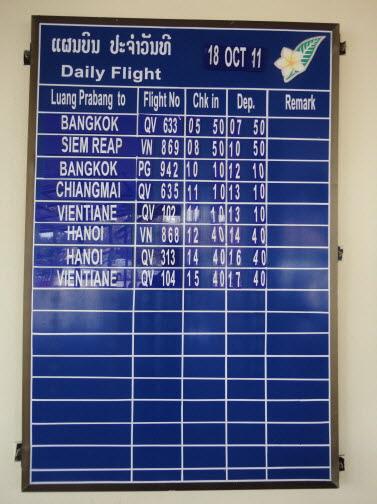 ແຜນບິນ ປະຈຳວັນທີ 18 OCT 11
Daily Flight
Luang Prabang to Flight No Chk in Dep. Remark
BANGKOK QV 633 05 50 07 50
SIEM REAP VN 869 08 50 10 50
BANGKOK PG 942 10 10 12 10
CHIANGMAI QV 635 11 10 13 10
VIENTIANE QV 102 11 10 13 10
HANOI VN 868 12 40 14 40
HANOI QV 313 14 40 16 40
VIENTIANE QV 104 15 40 17 40